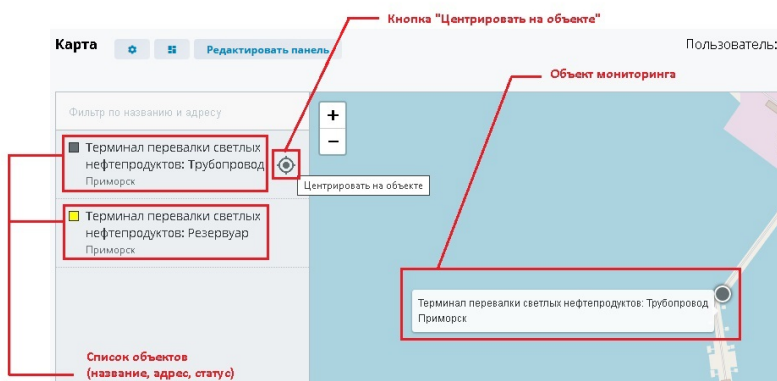 Кнопка "Центрировать на объекте"
Карта
Редактировать панель
Пользователь:
Объект мониторинга
Фильтр по названию и адресу
+
−
Терминал перевалки светлых
нефтепродуктов: Трубопровод
Приморск
Центрировать на объекте
Терминал перевалки светлых
нефтепродуктов: Резервуар
Приморск
Терминал перевалки светлых нефтепродуктов: Трубопровод
Приморск
Список объектов
(название, адрес, статус)